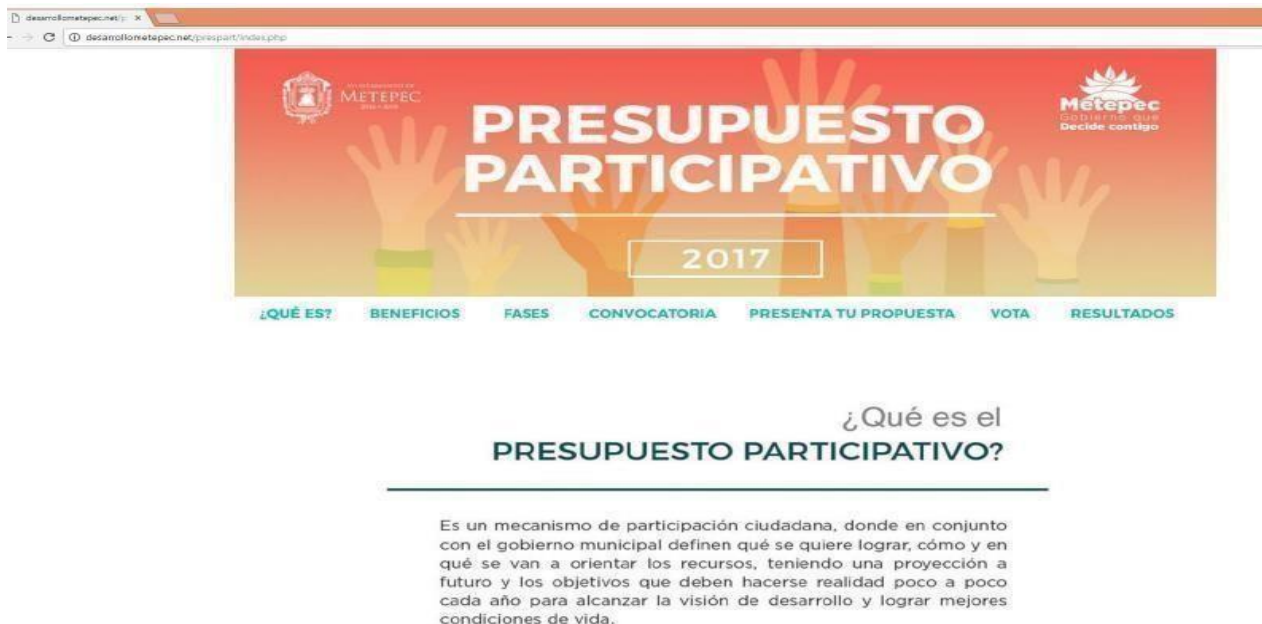 desarrollometepec.net/p
desarrollometepec.net/prespart/index.php
AYUNTAMIENTO DE
METEPEC
PRESUPUESTO
PARTICIPATIVO
2017
Metepec
Gobierno que
Decide contigo
¿QUÉ ES? BENEFICIOS FASES CONVOCATORIA PRESENTA TU PROPUESTA VOTA RESULTADOS
¿Qué es el
PRESUPUESTO PARTICIPATIVO?
Es un mecanismo de participación ciudadana, donde en conjunto
con el gobierno municipal definen qué se quiere lograr, cómo y en
qué se van a orientar los recursos, teniendo una proyección a
futuro y los objetivos que deben hacerse realidad poco a poco
cada año para alcanzar la visión de desarrollo y lograr mejores
condiciones de vida.